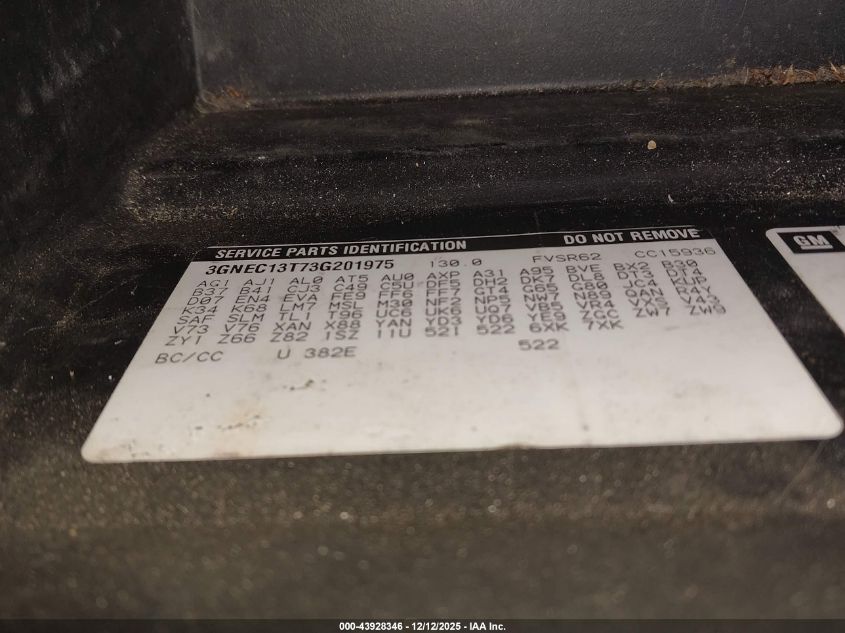 SERVICE PARTS IDENTIFICATION DO NOT REMOVE
3GNEC13T73G201975 130.0 FVSR62 CC15936
AG1 AJ1 AL0 AT5 AU0 AXP A31 A95 BVE BX2 B30
B37 B41 CJ3 C49 C5U DF5 DH2 DK7 DL8 DT3 DT4
D07 EN4 EVA FE9 FF6 ZF7 GT4 G65 G80 JC4 KUP
K34 K68 LM7 MSL M30 NF2 NP5 NW7 N89 QAN RAY
SAF SLM TL1 T96 UC6 UK6 UQ7 VB5 VR4 VXS V43
V73 V76 XAN X88 YAN YD3 YD6 YE9 ZGC ZW7 ZW9
ZY1 Z66 Z82 1SZ 11U 521 522 6XK 7XK
BC/CC U 382E 522
GM
000-43928346 / 12/12/2025 - IAA Inc.